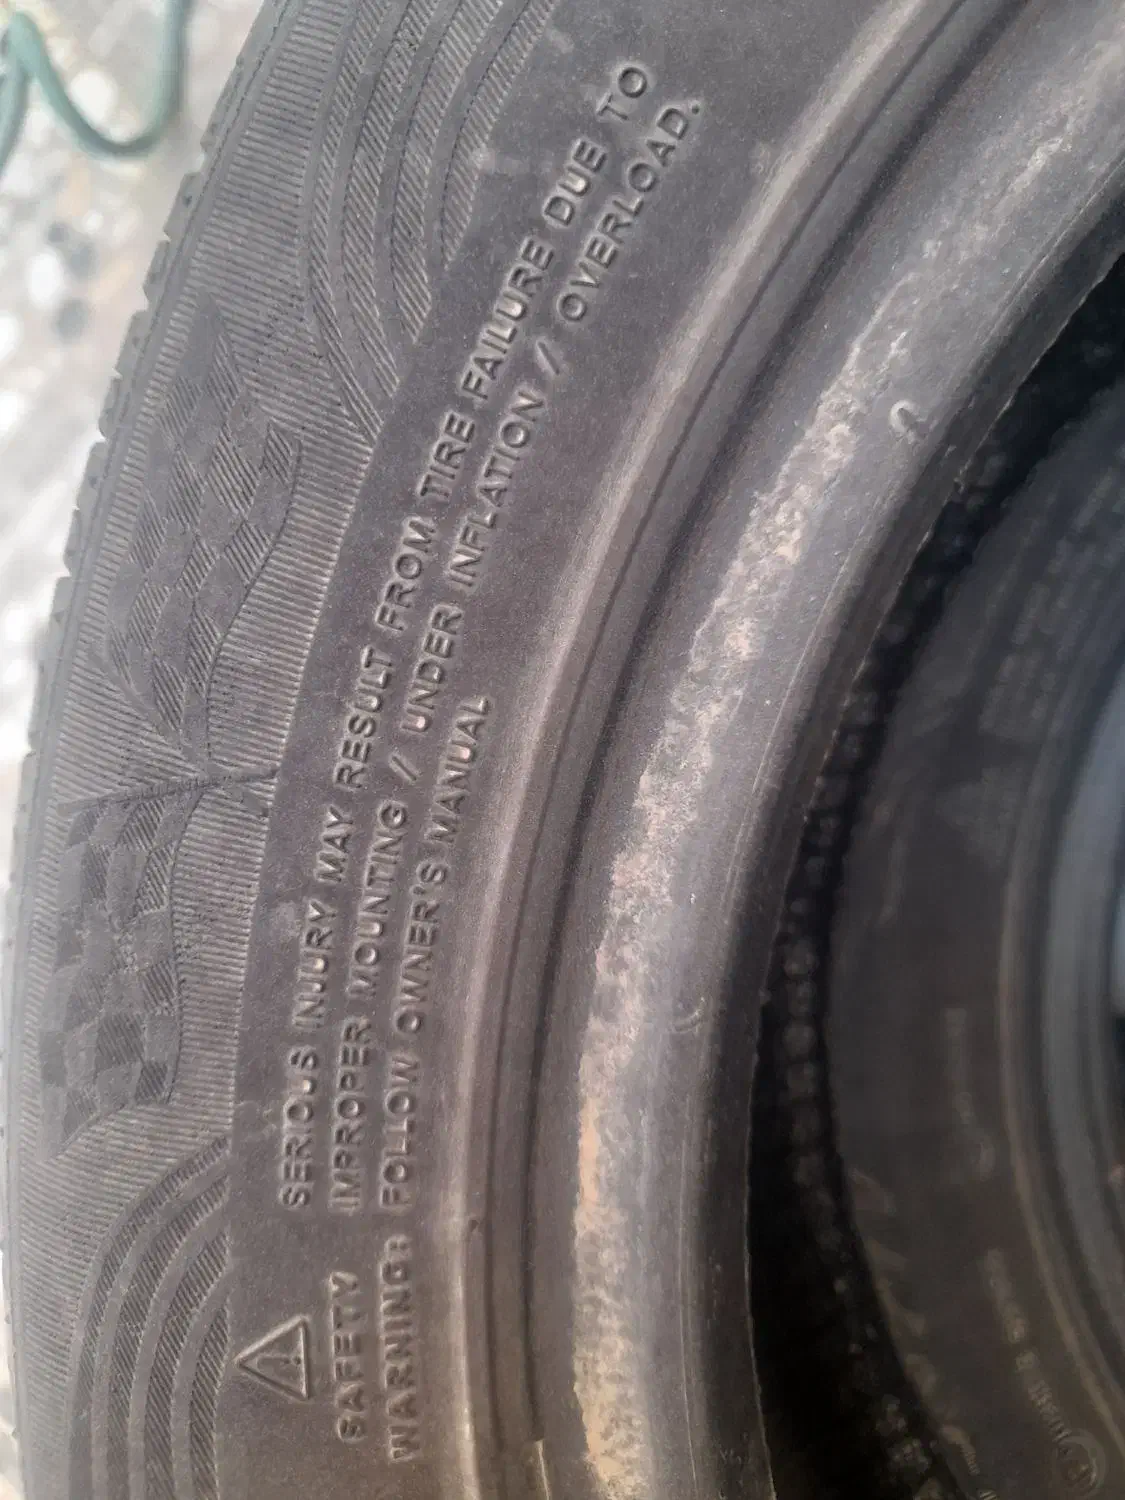 SAFETY
WARNING:
SERIOUS INJURY MAY RESULT FROM TIRE FAILURE DUE TO
IMPROPER MOUNTING / UNDER INFLATION / OVERLOAD.
FOLLOW OWNER'S MANUAL